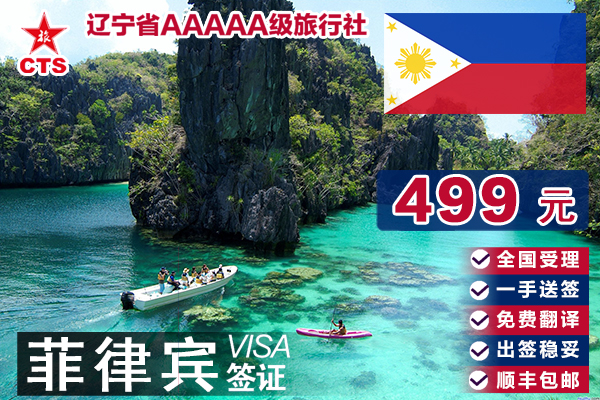 旅
CTS
辽宁省AAAAA级旅行社
499 元
全国受理
一手送签
免费翻译
出签稳妥
顺丰包邮
菲律宾 VISA
签证